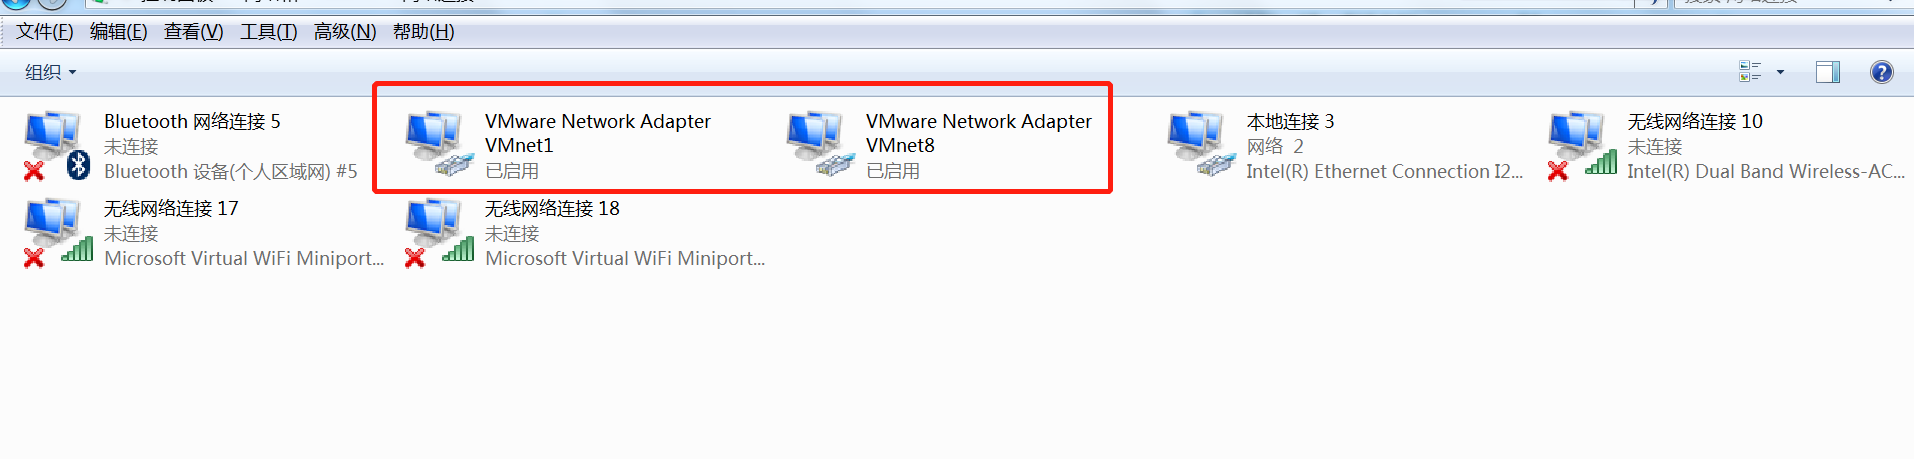 文件(F) 编辑(E) 查看(V) 工具(T) 高级(N) 帮助(H)
组织
Bluetooth 网络连接 5
未连接
Bluetooth 设备(个人区域网) #5
VMware Network Adapter
VMnet1
已启用
VMware Network Adapter
VMnet8
已启用
本地连接 3
网络 2
Intel(R) Ethernet Connection I2...
无线网络连接 10
未连接
Intel(R) Dual Band Wireless-AC...
无线网络连接 17
未连接
Microsoft Virtual WiFi Miniport...
无线网络连接 18
未连接
Microsoft Virtual WiFi Miniport...